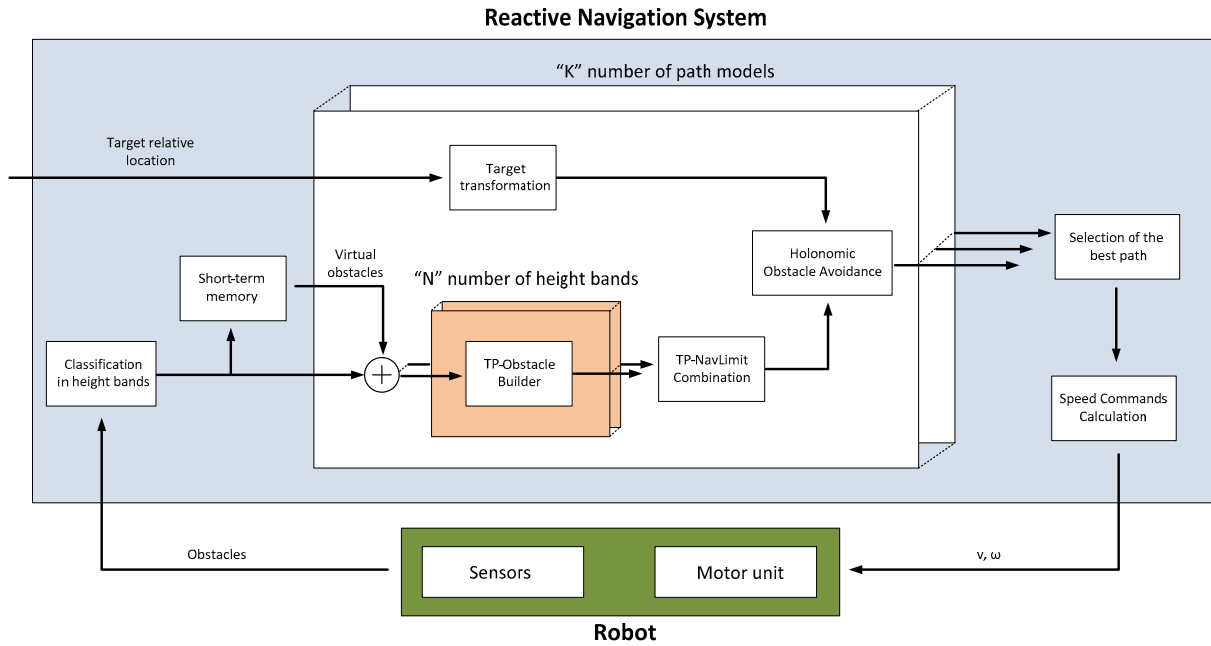 Reactive Navigation System
“K” number of path models
Target relative
location
Target
transformation
Short-term
memory
Virtual
obstacles
“N” number of height bands
Holonomic
Obstacle Avoidance
Selection of the
best path
Classification
in height bands
TP-Obstacle
Builder
TP-NavLimit
Combination
Speed Commands
Calculation
Obstacles
Sensors
Motor unit
v, ω
Robot